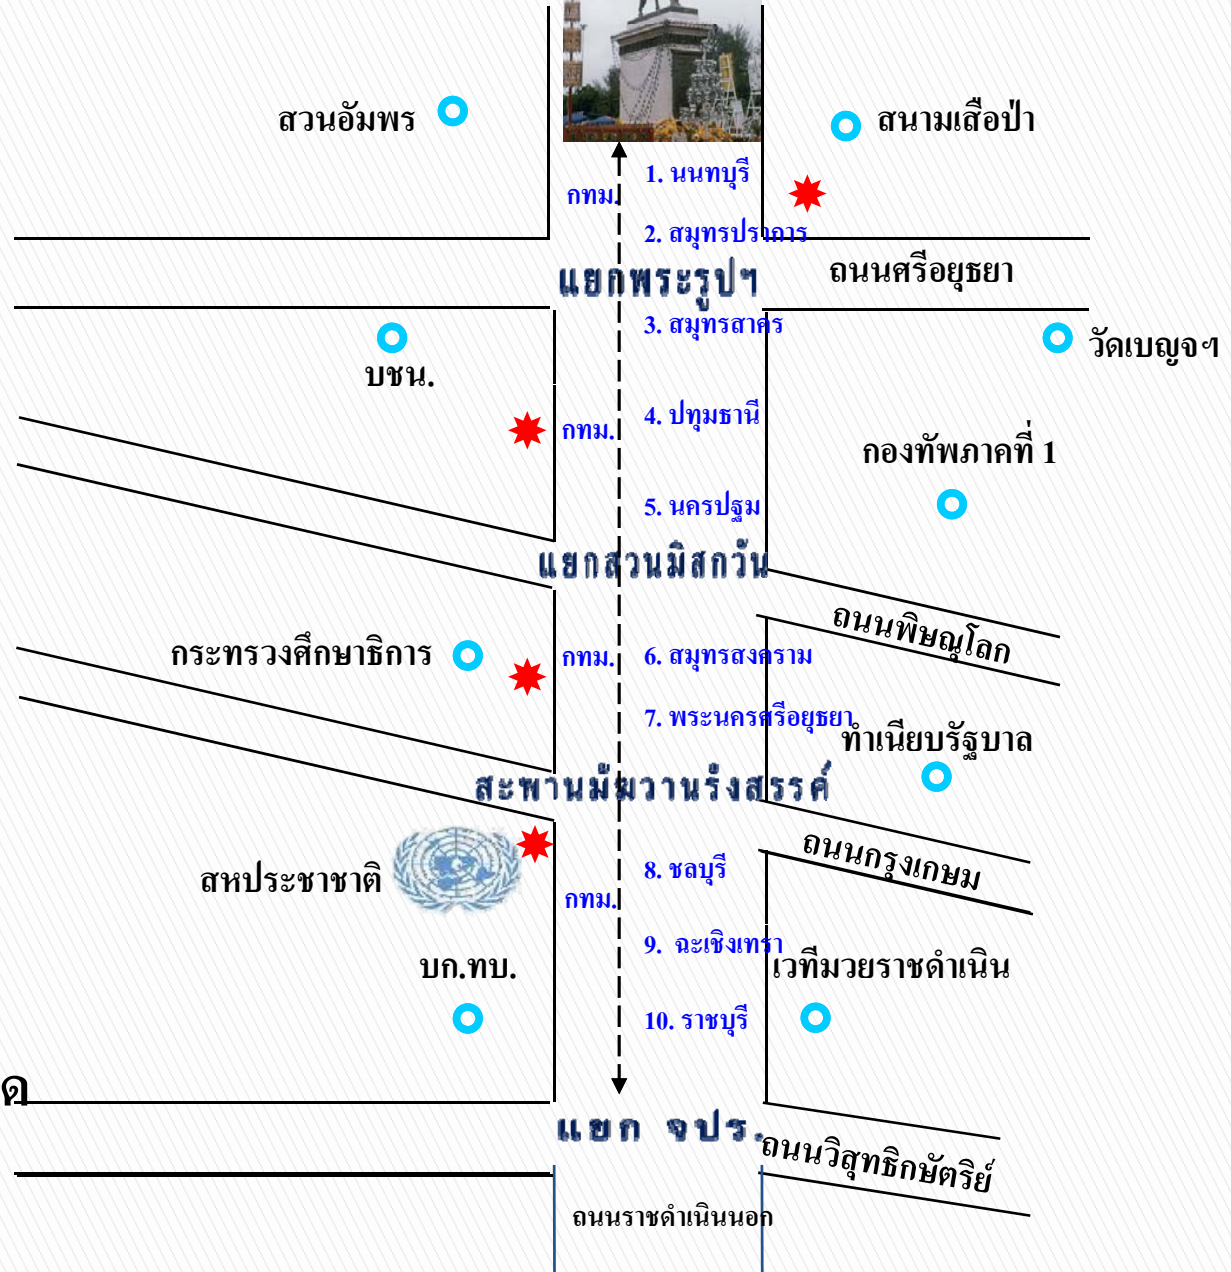 สวนอัมพร
สนามเสือป่า
กทม.
1. นนทบุรี
2. สมุทรปราการ
แยกพระรูปฯ
ถนนศรีอยุธยา
3. สมุทรสาคร
บชน.
วัดเบญจฯ
กทม.
4. ปทุมธานี
กองทัพภาคที่ 1
5. นครปฐม
แยกสวนมิสกวัน
ถนนพิษณุโลก
กระทรวงศึกษาธิการ
กทม.
6. สมุทรสงคราม
7. พระนครศรีอยุธยา
ทำเนียบรัฐบาล
สะพานมัฆวานรังสรรค์
ถนนกรุงเกษม
สหประชาชาติ
กทม.
8. ชลบุรี
9. ฉะเชิงเทรา
บก.ทบ.
เวทีมวยราชดำเนิน
10. ราชบุรี
ด
แยก จปร.
ถนนวิสุทธิกษัตริย์
ถนนราชดำเนินนอก